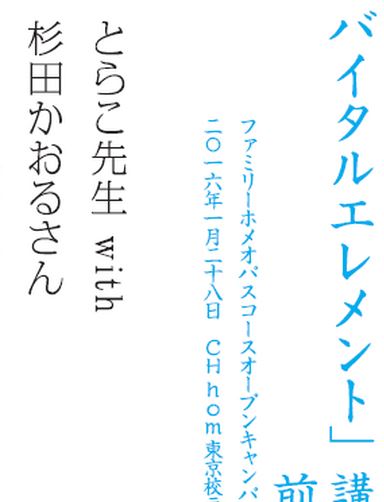 バイタルエレメント」講
前
ファミリーホメオパスコースオープンキャンパ
二〇一六年一月二十八日 CHhom東京校
とらこ先生 with
杉田かおるさん